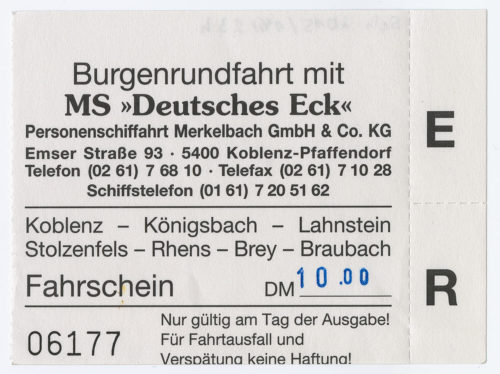 Burgenrundfahrt mit
MS »Deutsches Eck«
Personenschiffahrt Merkelbach GmbH & Co. KG
Emser Straße 93 · 5400 Koblenz-Pfaffendorf
Telefon (02 61) 7 68 10 · Telefax (02 61) 7 10 28
Schiffstelefon (01 61) 7 20 51 62
Koblenz – Königsbach – Lahnstein
Stolzenfels – Rhens – Brey – Braubach
Fahrschein DM 10.00
06177
Nur gültig am Tag der Ausgabe!
Für Fahrtausfall und
Verspätung keine Haftung!
E
R